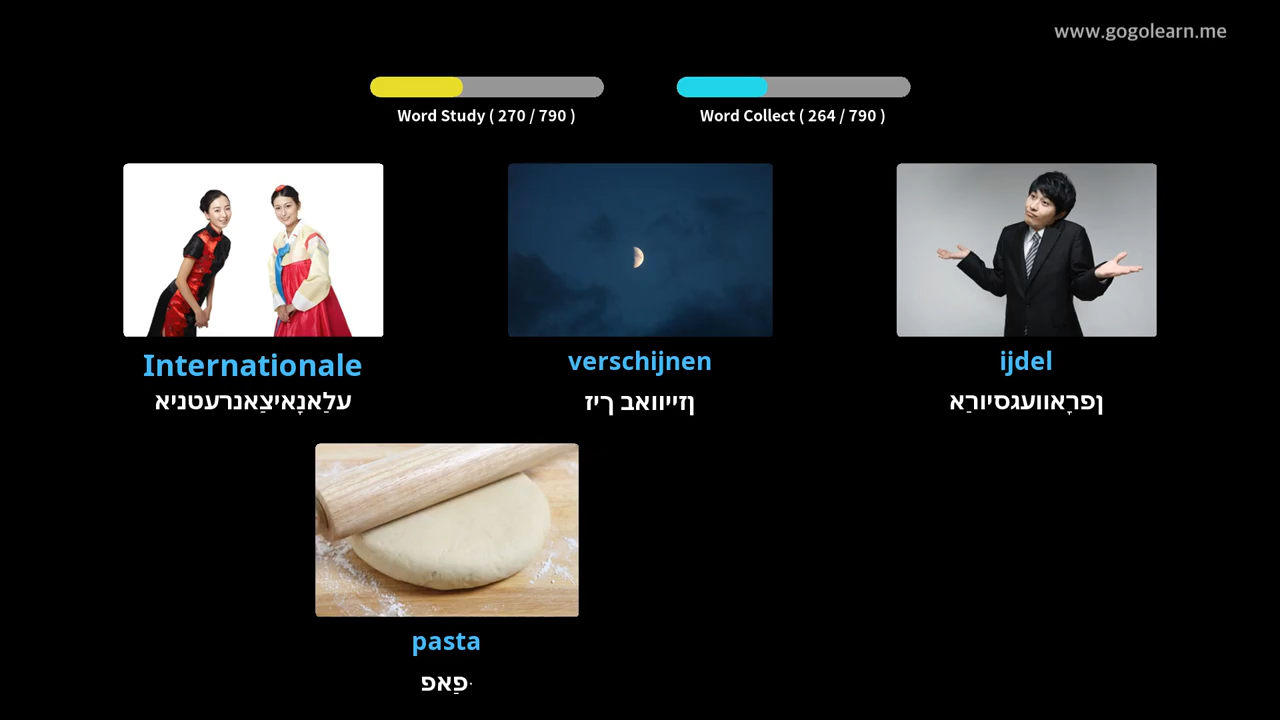 www.gogolearn.me
Word Study ( 270 / 790 )
Word Collect ( 264 / 790 )
Internationale
עלַאנָאיצַאנרעטניא
verschijnen
ןזייוואב ךיז
ijdel
ןפרָאוועגסיורַא
pasta
פַאפ